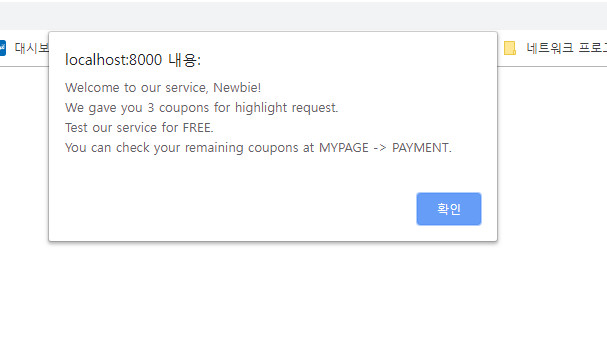 대시보
네트워크 프로그
localhost:8000 내용:
Welcome to our service, Newbie!
We gave you 3 coupons for highlight request.
Test our service for FREE.
You can check your remaining coupons at MYPAGE -> PAYMENT.
확인